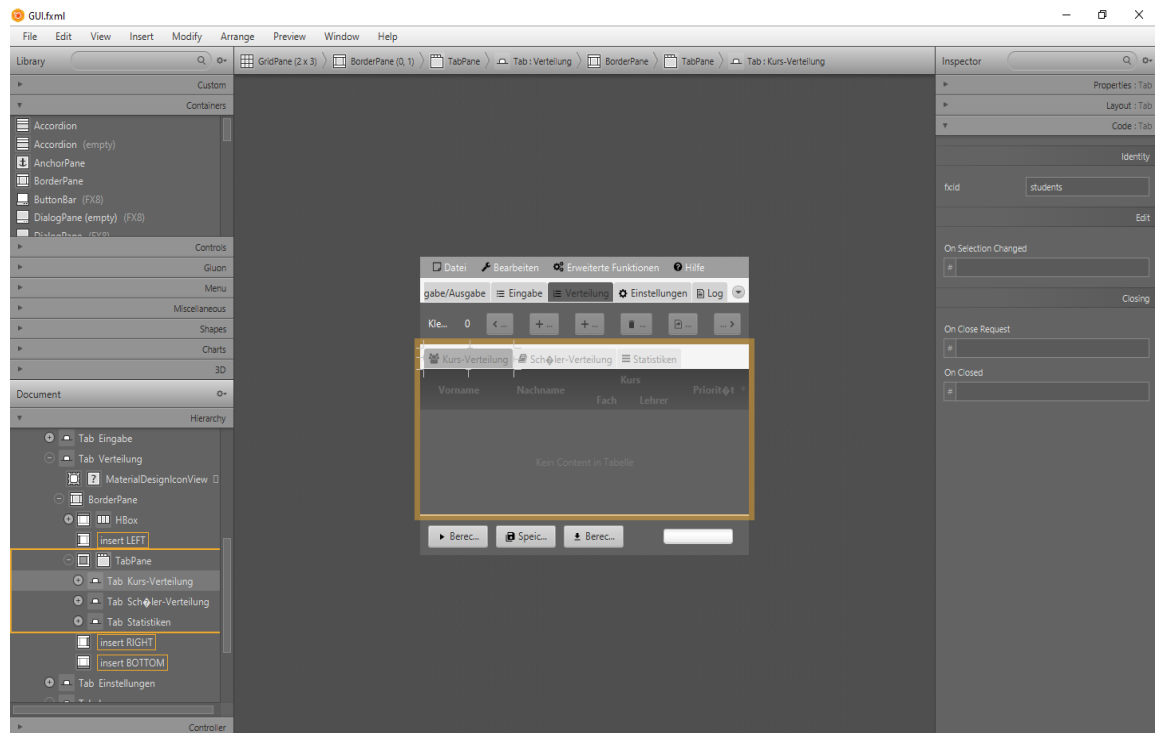 GUI.fxml
File Edit View Insert Modify Arrange Preview Window Help
Library
GridPane (2 x 3) BorderPane (0, 1) TabPane Tab : Verteilung BorderPane TabPane Tab : Kurs-Verteilung
Inspector
Custom
Containers
Accordion
Accordion (empty)
AnchorPane
BorderPane
ButtonBar (FX8)
DialogPane (empty) (FX8)
DialogPane (FX8)
Controls
Gluon
Menu
Miscellaneous
Shapes
Charts
3D
Document
Hierarchy
Tab Eingabe
Tab Verteilung
? MaterialDesignIconView
BorderPane
HBox
insert LEFT
TabPane
Tab Kurs-Verteilung
Tab Sch�ler-Verteilung
Tab Statistiken
insert RIGHT
insert BOTTOM
Tab Einstellungen
Controller
Datei Bearbeiten Erweiterte Funktionen Hilfe
gabe/Ausgabe Eingabe Verteilung Einstellungen Log
Kle... 0 < ... + ... + ... ... ... ... >
Kurs-Verteilung Sch�ler-Verteilung Statistiken
Vorname Nachname Kurs Priorit�t
Fach Lehrer
Kein Content in Tabelle
Berec... Speic... Berec...
Properties : Tab
Layout : Tab
Code : Tab
Identity
fx:id students
Edit
On Selection Changed
#
Closing
On Close Request
#
On Closed
#